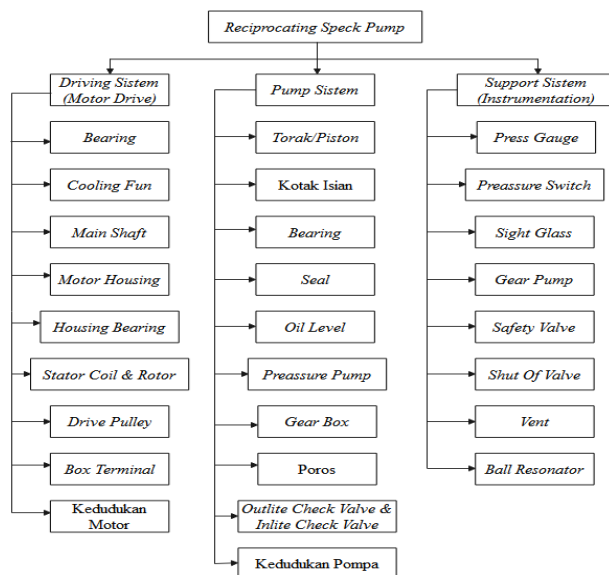 Reciprocating Speck Pump
Driving Sistem
(Motor Drive)
Bearing
Cooling Fun
Main Shaft
Motor Housing
Housing Bearing
Stator Coil & Rotor
Drive Pulley
Box Terminal
Kedudukan
Motor
Pump Sistem
Torak/Piston
Kotak Isian
Bearing
Seal
Oil Level
Preassure Pump
Gear Box
Poros
Outlite Check Valve &
Inlite Check Valve
Kedudukan Pompa
Support Sistem
(Instrumentation)
Press Gauge
Preassure Switch
Sight Glass
Gear Pump
Safety Valve
Shut Of Valve
Vent
Ball Resonator